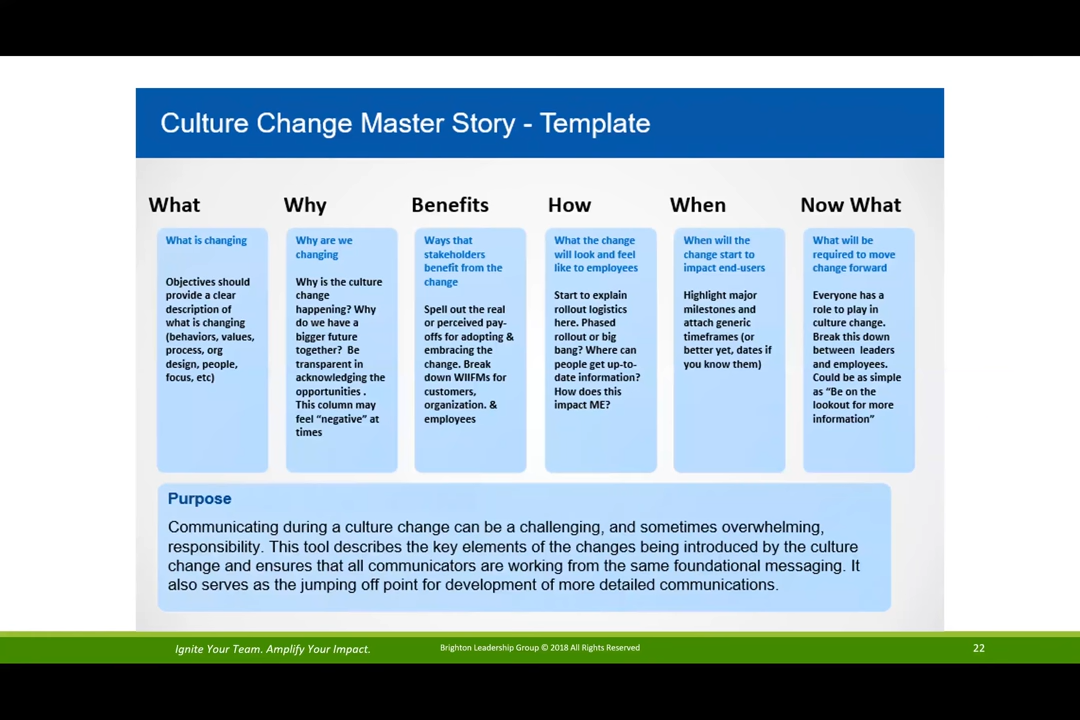 Culture Change Master Story - Template
What
Why
Benefits
How
When
Now What
What is changing
Objectives should
provide a clear
description of
what is changing
(behaviors, values,
process, org
design, people,
focus, etc)
Why are we
changing
Why is the culture
change
happening? Why
do we have a
bigger future
together? Be
transparent in
acknowledging the
opportunities .
This column may
feel “negative” at
times
Ways that
stakeholders
benefit from the
change
Spell out the real
or perceived pay-
offs for adopting &
embracing the
change. Break
down WIIFMs for
customers,
organization. &
employees
What the change
will look and feel
like to employees
Start to explain
rollout logistics
here. Phased
rollout or big
bang? Where can
people get up-to-
date information?
How does this
impact ME?
When will the
change start to
impact end-users
Highlight major
milestones and
attach generic
timeframes (or
better yet, dates if
you know them)
What will be
required to move
change forward
Everyone has a
role to play in
culture change.
Break this down
between leaders
and employees.
Could be as simple
as “Be on the
lookout for more
information”
Purpose
Communicating during a culture change can be a challenging, and sometimes overwhelming,
responsibility. This tool describes the key elements of the changes being introduced by the culture
change and ensures that all communicators are working from the same foundational messaging. It
also serves as the jumping off point for development of more detailed communications.
Ignite Your Team. Amplify Your Impact.
Brighton Leadership Group © 2018 All Rights Reserved
22